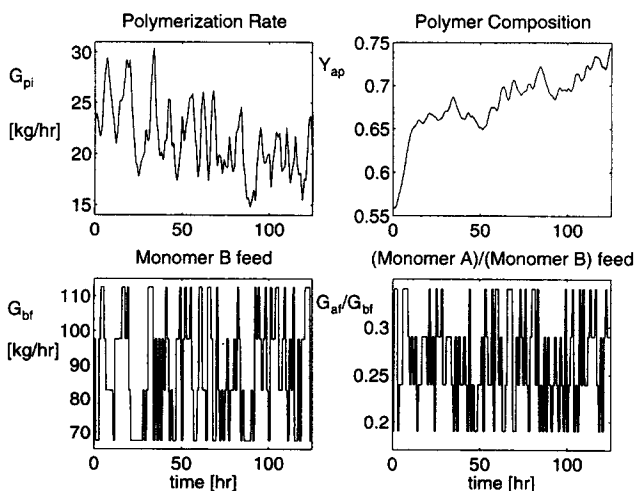 Polymerization Rate
G_pi
[kg/hr]
30
25
20
15
0
50
100
Polymer Composition
Y_ap
0.75
0.7
0.65
0.6
0.55
0
50
100
Monomer B feed
G_bf
[kg/hr]
110
100
90
80
70
0
50
100
time [hr]
(Monomer A)/(Monomer B) feed
G_af/G_bf
0.3
0.25
0.2
0
50
100
time [hr]